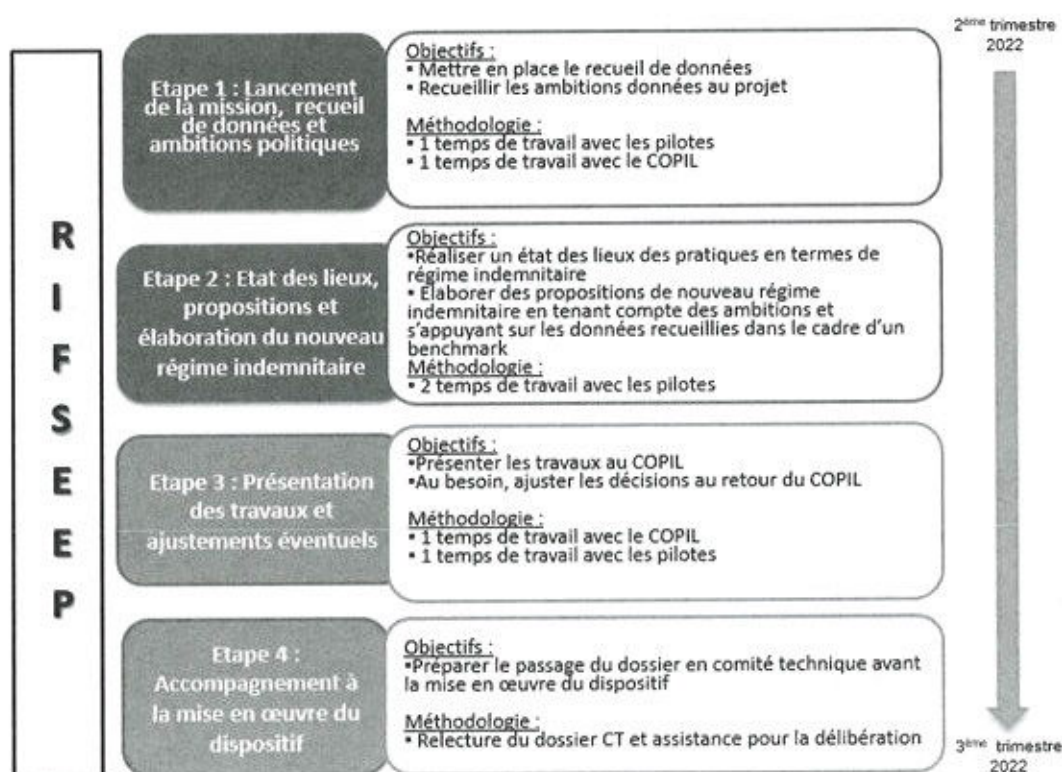 R
I
F
S
E
E
P
Etape 1 : Lancement
de la mission, recueil
de données et
ambitions politiques
Objectifs :
▪ Mettre en place le recueil de données
▪ Recueillir les ambitions données au projet
Méthodologie :
▪ 1 temps de travail avec les pilotes
▪ 1 temps de travail avec le COPIL
Etape 2 : Etat des lieux,
propositions et
élaboration du nouveau
régime indemnitaire
Objectifs :
▪Réaliser un état des lieux des pratiques en termes de
régime indemnitaire
▪ Elaborer des propositions de nouveau régime
indemnitaire en tenant compte des ambitions et
s'appuyant sur les données recueillies dans le cadre d'un
benchmark
Méthodologie :
▪ 2 temps de travail avec les pilotes
Etape 3 : Présentation
des travaux et
ajustements éventuels
Objectifs :
▪Présenter les travaux au COPIL
▪Au besoin, ajuster les décisions au retour du COPIL
Méthodologie :
▪ 1 temps de travail avec le COPIL
▪ 1 temps de travail avec les pilotes
Etape 4 :
Accompagnement à
la mise en œuvre du
dispositif
Objectifs :
▪Préparer le passage du dossier en comité technique avant
la mise en œuvre du dispositif
Méthodologie :
▪ Relecture du dossier CT et assistance pour la délibération
2ème trimestre
2022
3ème trimestre
2022